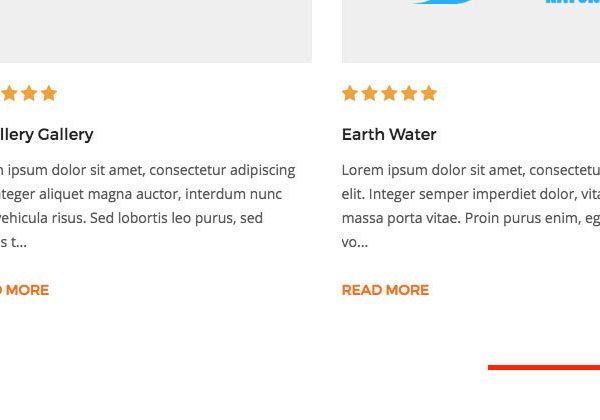 llery Gallery
ipsum dolor sit amet, consectetur adipiscing
nteger aliquet magna auctor, interdum nunc
vehicula risus. Sed lobortis leo purus, sed
s t...
READ MORE
Earth Water
Lorem ipsum dolor sit amet, consectetu
elit. Integer semper imperdiet dolor, vita
massa porta vitae. Proin purus enim, eg
vo...
READ MORE